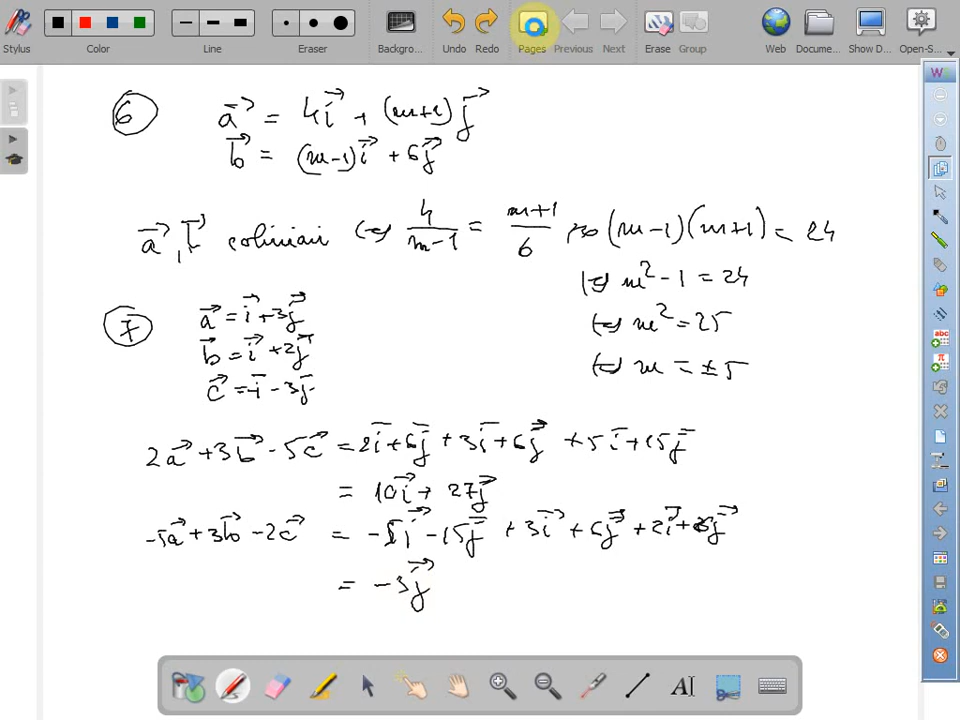 Stylus Color Line Eraser Backgro... Undo Redo Pages Previous Next Erase Group Web Docume... Show D... Open-S...
6 a⃗ = 4i⃗ + (m+1)j⃗
b⃗ = (m-1)i⃗ + 6j⃗
a⃗, b⃗ coliniari ⇔ 4/(m-1) = (m+1)/6 ⇔ (m-1)(m+1) = 24
⇔ m² - 1 = 24
7 a⃗ = i⃗ + 3j⃗
⇔ m² = 25
b⃗ = i⃗ + 2j⃗
⇔ m = ±5
c⃗ = -i⃗ - 3j⃗
2a⃗ + 3b⃗ - 5c⃗ = 2i⃗ + 6j⃗ + 3i⃗ + 6j⃗ + 5i⃗ + 15j⃗
= 10i⃗ + 27j⃗
-5a⃗ + 3b⃗ - 2c⃗ = -5i⃗ - 15j⃗ + 3i⃗ + 6j⃗ + 2i⃗ + 6j⃗
= -3j⃗